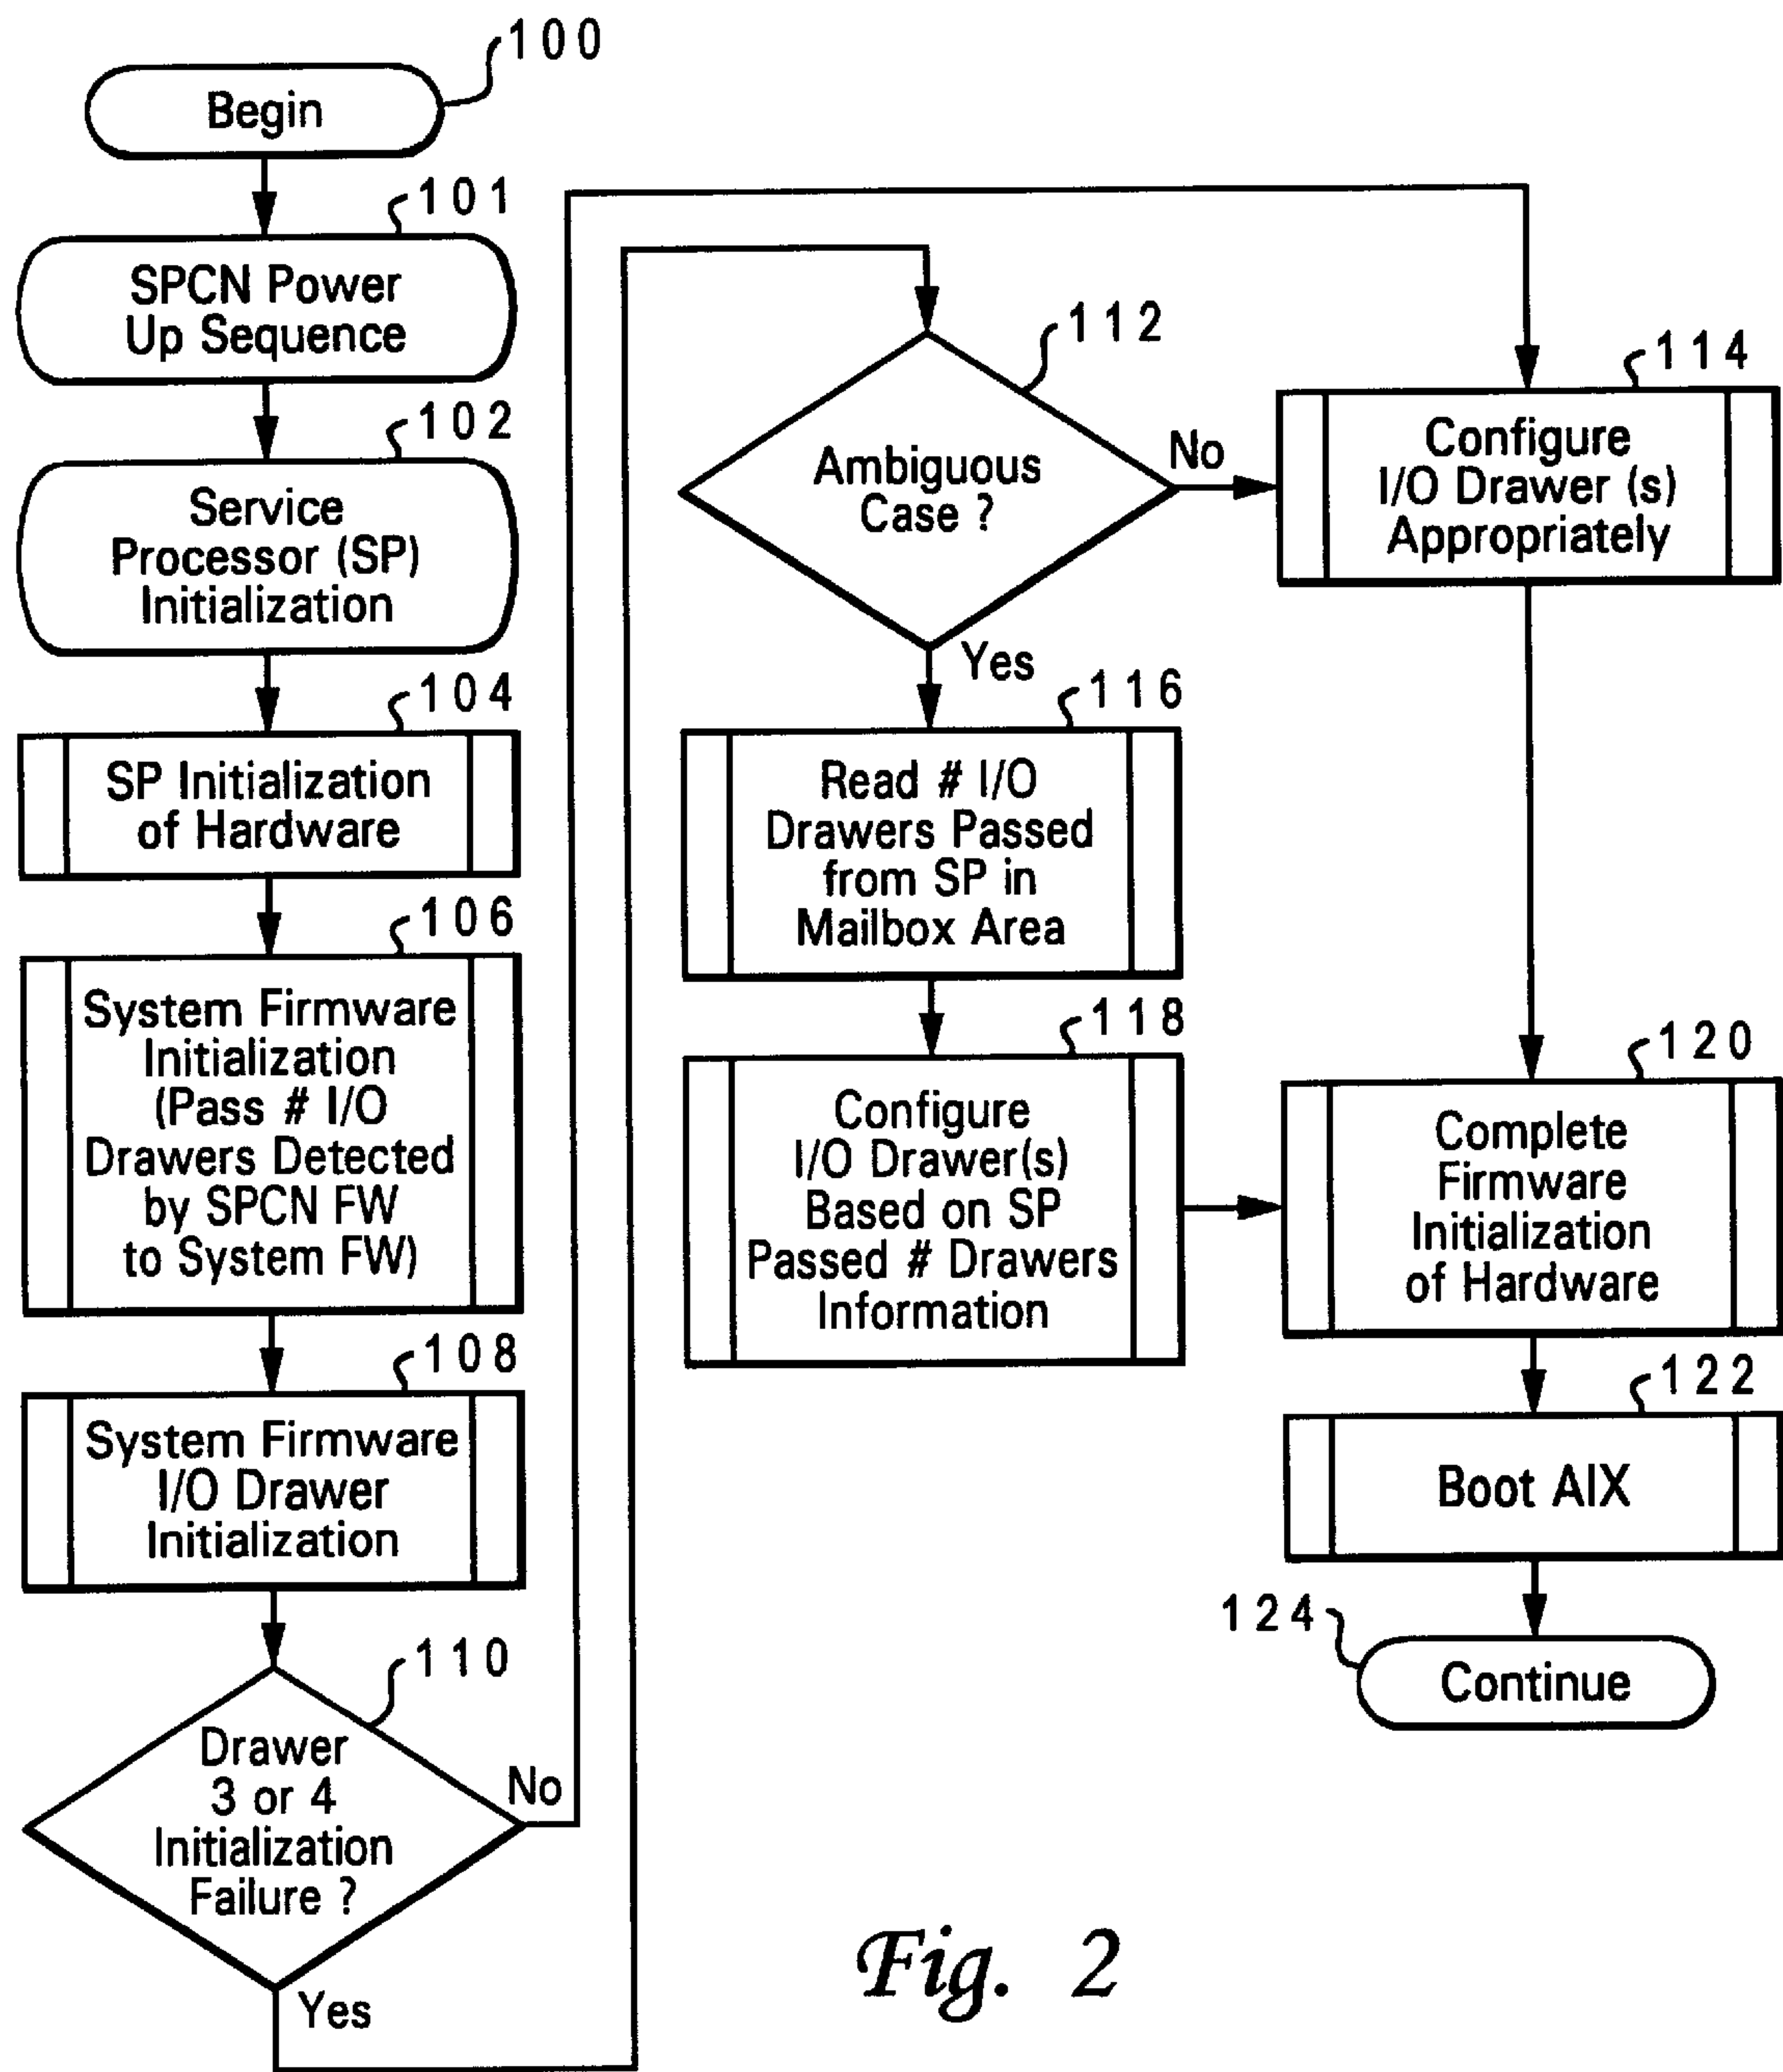 100
Begin
101
SPCN Power
Up Sequence
102
Service
Processor (SP)
Initialization
104
SP Initialization
of Hardware
106
System Firmware
Initialization
(Pass # I/O
Drawers Detected
by SPCN FW
to System FW)
108
System Firmware
I/O Drawer
Initialization
110
Drawer
3 or 4
Initialization
Failure ?
No
Yes
112
Ambiguous
Case ?
No
Yes
114
Configure
I/O Drawer (s)
Appropriately
116
Read # I/O
Drawers Passed
from SP in
Mailbox Area
118
Configure
I/O Drawer(s)
Based on SP
Passed # Drawers
Information
120
Complete
Firmware
Initialization
of Hardware
122
Boot AIX
124
Continue
Fig. 2